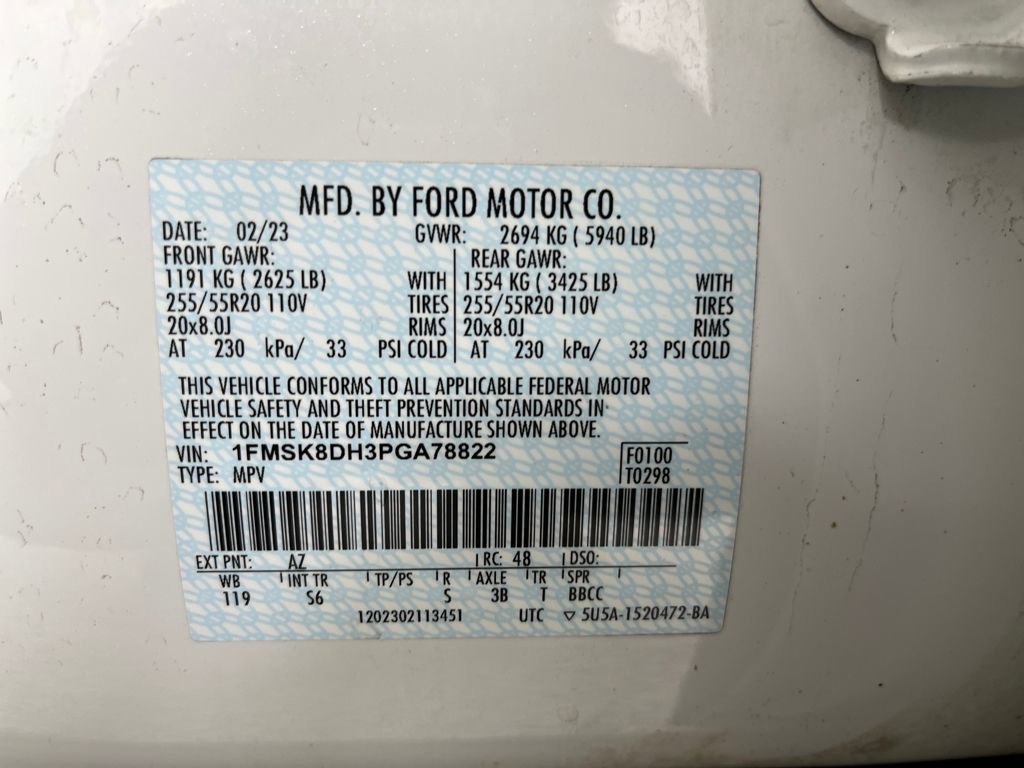 MFD. BY FORD MOTOR CO.
DATE: 02/23 GVWR: 2694 KG ( 5940 LB)
FRONT GAWR: REAR GAWR:
1191 KG ( 2625 LB) WITH 1554 KG ( 3425 LB) WITH
255/55R20 110V TIRES 255/55R20 110V TIRES
20x8.0J RIMS 20x8.0J RIMS
AT 230 kPa/ 33 PSI COLD AT 230 kPa/ 33 PSI COLD
THIS VEHICLE CONFORMS TO ALL APPLICABLE FEDERAL MOTOR
VEHICLE SAFETY AND THEFT PREVENTION STANDARDS IN
EFFECT ON THE DATE OF MANUFACTURE SHOWN ABOVE.
VIN: 1FMSK8DH3PGA78822 F0100
TYPE: MPV T0298
EXT PNT: AZ RC: 48 DSO:
WB INT TR TP/PS R AXLE TR SPR
119 S6 S 3B T BBCC
1202302113451 UTC ▽ 5U5A-1520472-BA